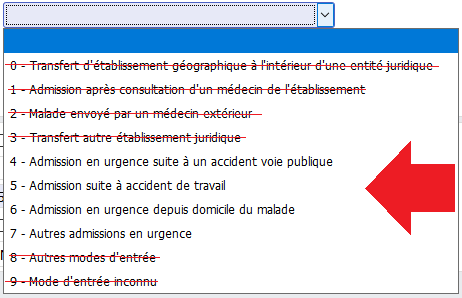 0 - Transfert d'établissement géographique à l'intérieur d'une entité juridique
1 - Admission après consultation d'un médecin de l'établissement
2 - Malade envoyé par un médecin extérieur
3 - Transfert autre établissement juridique
4 - Admission en urgence suite à un accident voie publique
5 - Admission suite à accident de travail
6 - Admission en urgence depuis domicile du malade
7 - Autres admissions en urgence
8 - Autres modes d'entrée
9 - Mode d'entrée inconnu